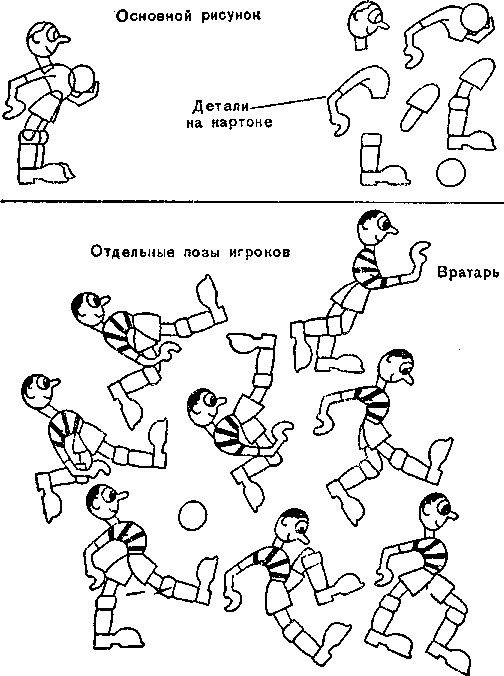 Основной рисунок
Детали
на картоне
Отдельные позы игроков
Вратарь